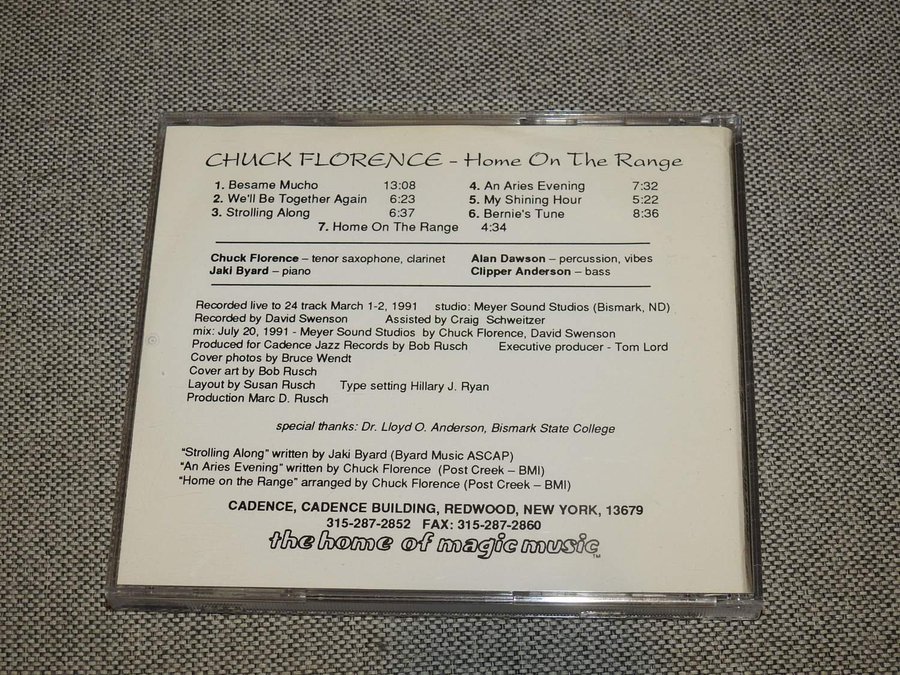 CHUCK FLORENCE – Home On The Range
1. Besame Mucho 13:08 4. An Aries Evening 7:32
2. We'll Be Together Again 6:23 5. My Shining Hour 5:22
3. Strolling Along 6:37 6. Bernie's Tune 8:36
7. Home On The Range 4:34
Chuck Florence – tenor saxophone, clarinet Alan Dawson – percussion, vibes
Jaki Byard – piano Clipper Anderson – bass
Recorded live to 24 track March 1-2, 1991 studio: Meyer Sound Studios (Bismark, ND)
Recorded by David Swenson Assisted by Craig Schweitzer
mix: July 20, 1991 - Meyer Sound Studios by Chuck Florence, David Swenson
Produced for Cadence Jazz Records by Bob Rusch Executive producer - Tom Lord
Cover photos by Bruce Wendt
Cover art by Bob Rusch
Layout by Susan Rusch Type setting Hillary J. Ryan
Production Marc D. Rusch
special thanks: Dr. Lloyd O. Anderson, Bismark State College
“Strolling Along” written by Jaki Byard (Byard Music ASCAP)
“An Aries Evening” written by Chuck Florence (Post Creek – BMI)
“Home on the Range” arranged by Chuck Florence (Post Creek – BMI)
CADENCE, CADENCE BUILDING, REDWOOD, NEW YORK, 13679
315-287-2852 FAX: 315-287-2860
the home of magic music™